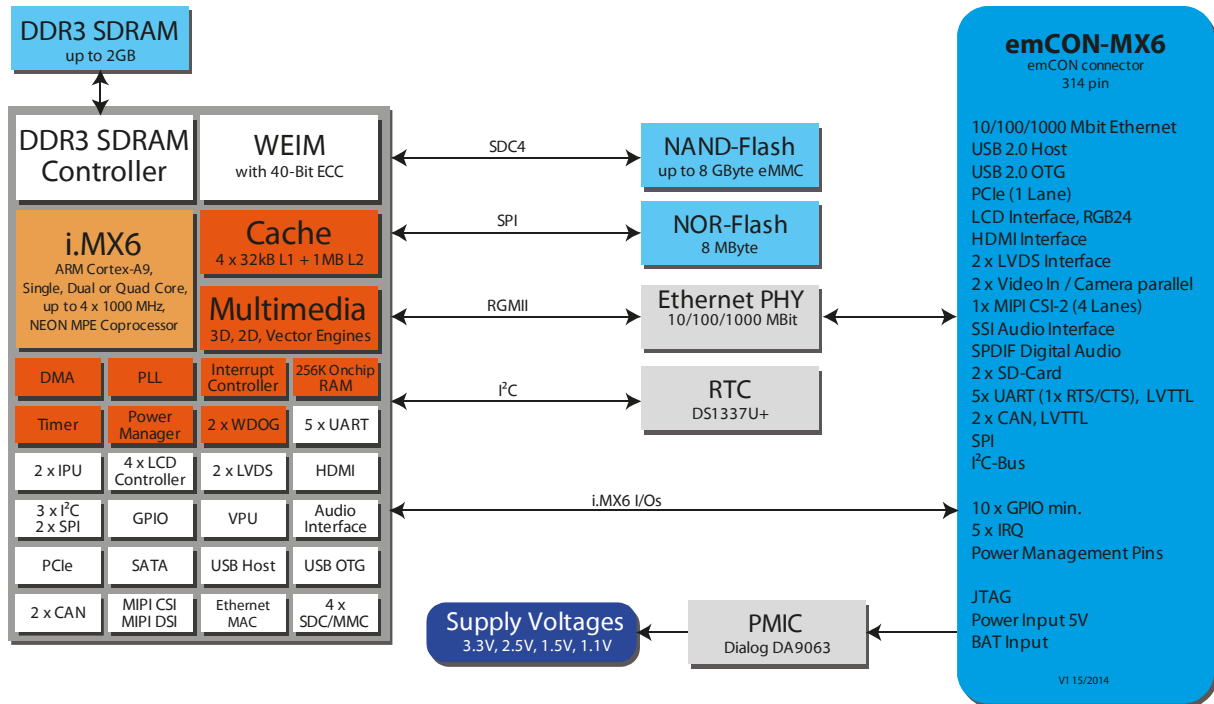 DDR3 SDRAM
up to 2GB
DDR3 SDRAM
Controller
WEIM
with 40-Bit ECC
i.MX6
ARM Cortex-A9,
Single, Dual or Quad Core,
up to 4 x 1000 MHz,
NEON MPE Coprocessor
Cache
4 x 32kB L1 + 1MB L2
Multimedia
3D, 2D, Vector Engines
DMA
PLL
Interrupt
Controller
256K Onchip
RAM
Timer
Power
Manager
2 x WDOG
5 x UART
2 x IPU
4 x LCD
Controller
2 x LVDS
HDMI
3 x I²C
2 x SPI
GPIO
VPU
Audio
Interface
PCIe
SATA
USB Host
USB OTG
2 x CAN
MIPI CSI
MIPI DSI
Ethernet
MAC
4 x
SDC/MMC
SDC4
SPI
RGMII
I²C
i.MX6 I/Os
NAND-Flash
up to 8 GByte eMMC
NOR-Flash
8 MByte
Ethernet PHY
10/100/1000 MBit
RTC
DS1337U+
Supply Voltages
3.3V, 2.5V, 1.5V, 1.1V
PMIC
Dialog DA9063
emCON-MX6
emCON connector
314 pin
10/100/1000 Mbit Ethernet
USB 2.0 Host
USB 2.0 OTG
PCIe (1 Lane)
LCD Interface, RGB24
HDMI Interface
2 x LVDS Interface
2 x Video In / Camera parallel
1x MIPI CSI-2 (4 Lanes)
SSI Audio Interface
SPDIF Digital Audio
2 x SD-Card
5x UART (1x RTS/CTS), LVTTL
2 x CAN, LVTTL
SPI
I²C-Bus
10 x GPIO min.
5 x IRQ
Power Management Pins
JTAG
Power Input 5V
BAT Input
V1 15/2014